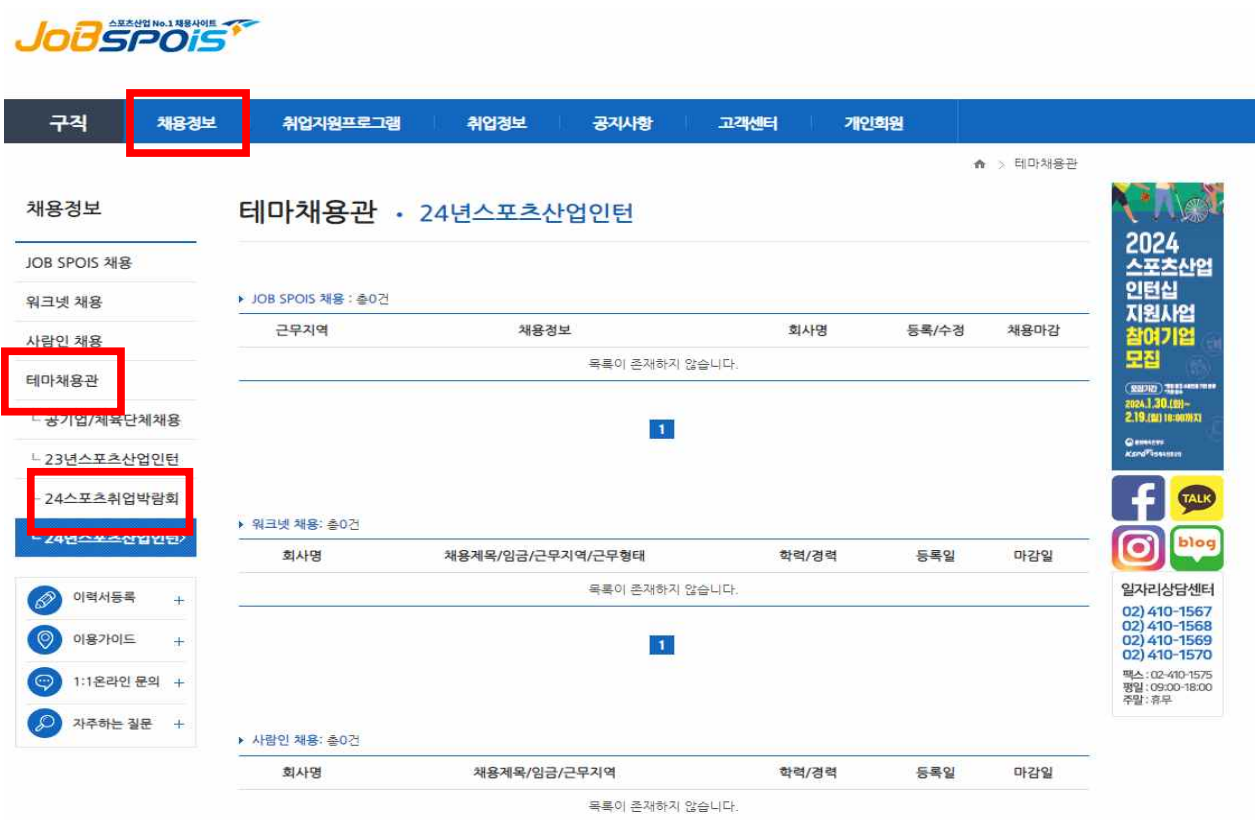 스포츠산업 No.1 채용사이트
JOBSPOIS
구직 채용정보 취업지원프로그램 취업정보 공지사항 고객센터 개인회원
> 테마채용관
채용정보
JOB SPOIS 채용
워크넷 채용
사람인 채용
테마채용관
└ 공기업/체육단체채용
└ 23년스포츠산업인턴
24스포츠취업박람회
└ 24년스포츠산업인턴>
이력서등록 +
이용가이드 +
1:1온라인 문의 +
자주하는 질문 +
테마채용관 • 24년스포츠산업인턴
JOB SPOIS 채용 : 총0건
근무지역 채용정보 회사명 등록/수정 채용마감
목록이 존재하지 않습니다.
1
워크넷 채용: 총0건
회사명 채용제목/임금/근무지역/근무형태 학력/경력 등록일 마감일
목록이 존재하지 않습니다.
1
사람인 채용: 총0건
회사명 채용제목/임금/근무지역 학력/경력 등록일 마감일
목록이 존재하지 않습니다.
2024
스포츠산업
인턴십
지원사업
참여기업
모집
모집기간
2024.1.30.(화)~
2.19.(월) 18:00까지
f TALK
blog
일자리상담센터
02) 410-1567
02) 410-1568
02) 410-1569
02) 410-1570
팩스 : 02-410-1575
평일 : 09:00-18:00
주말 : 휴무